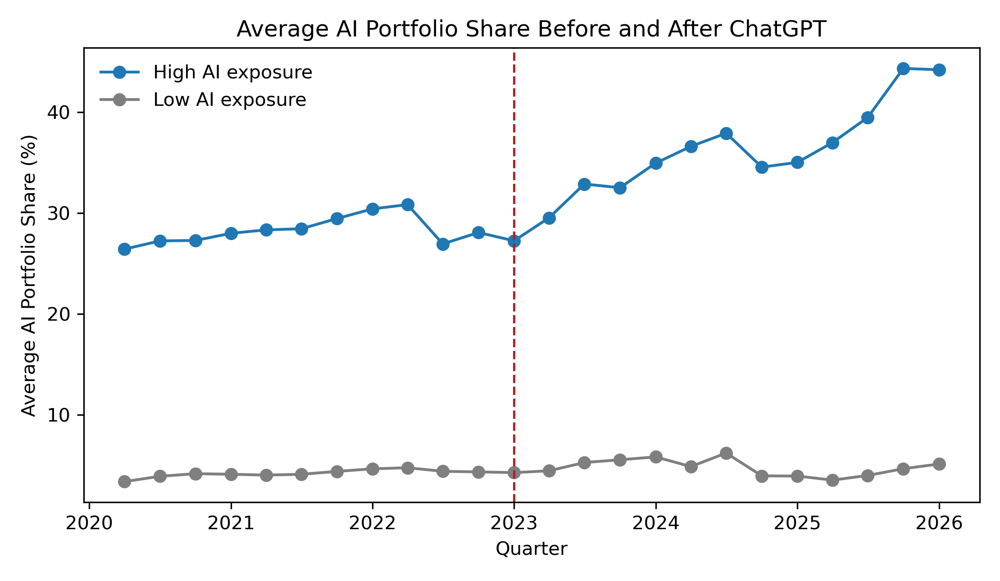 Average AI Portfolio Share Before and After ChatGPT
High AI exposure
Low AI exposure
Average AI Portfolio Share (%)
40
30
20
10
2020 2021 2022 2023 2024 2025 2026
Quarter